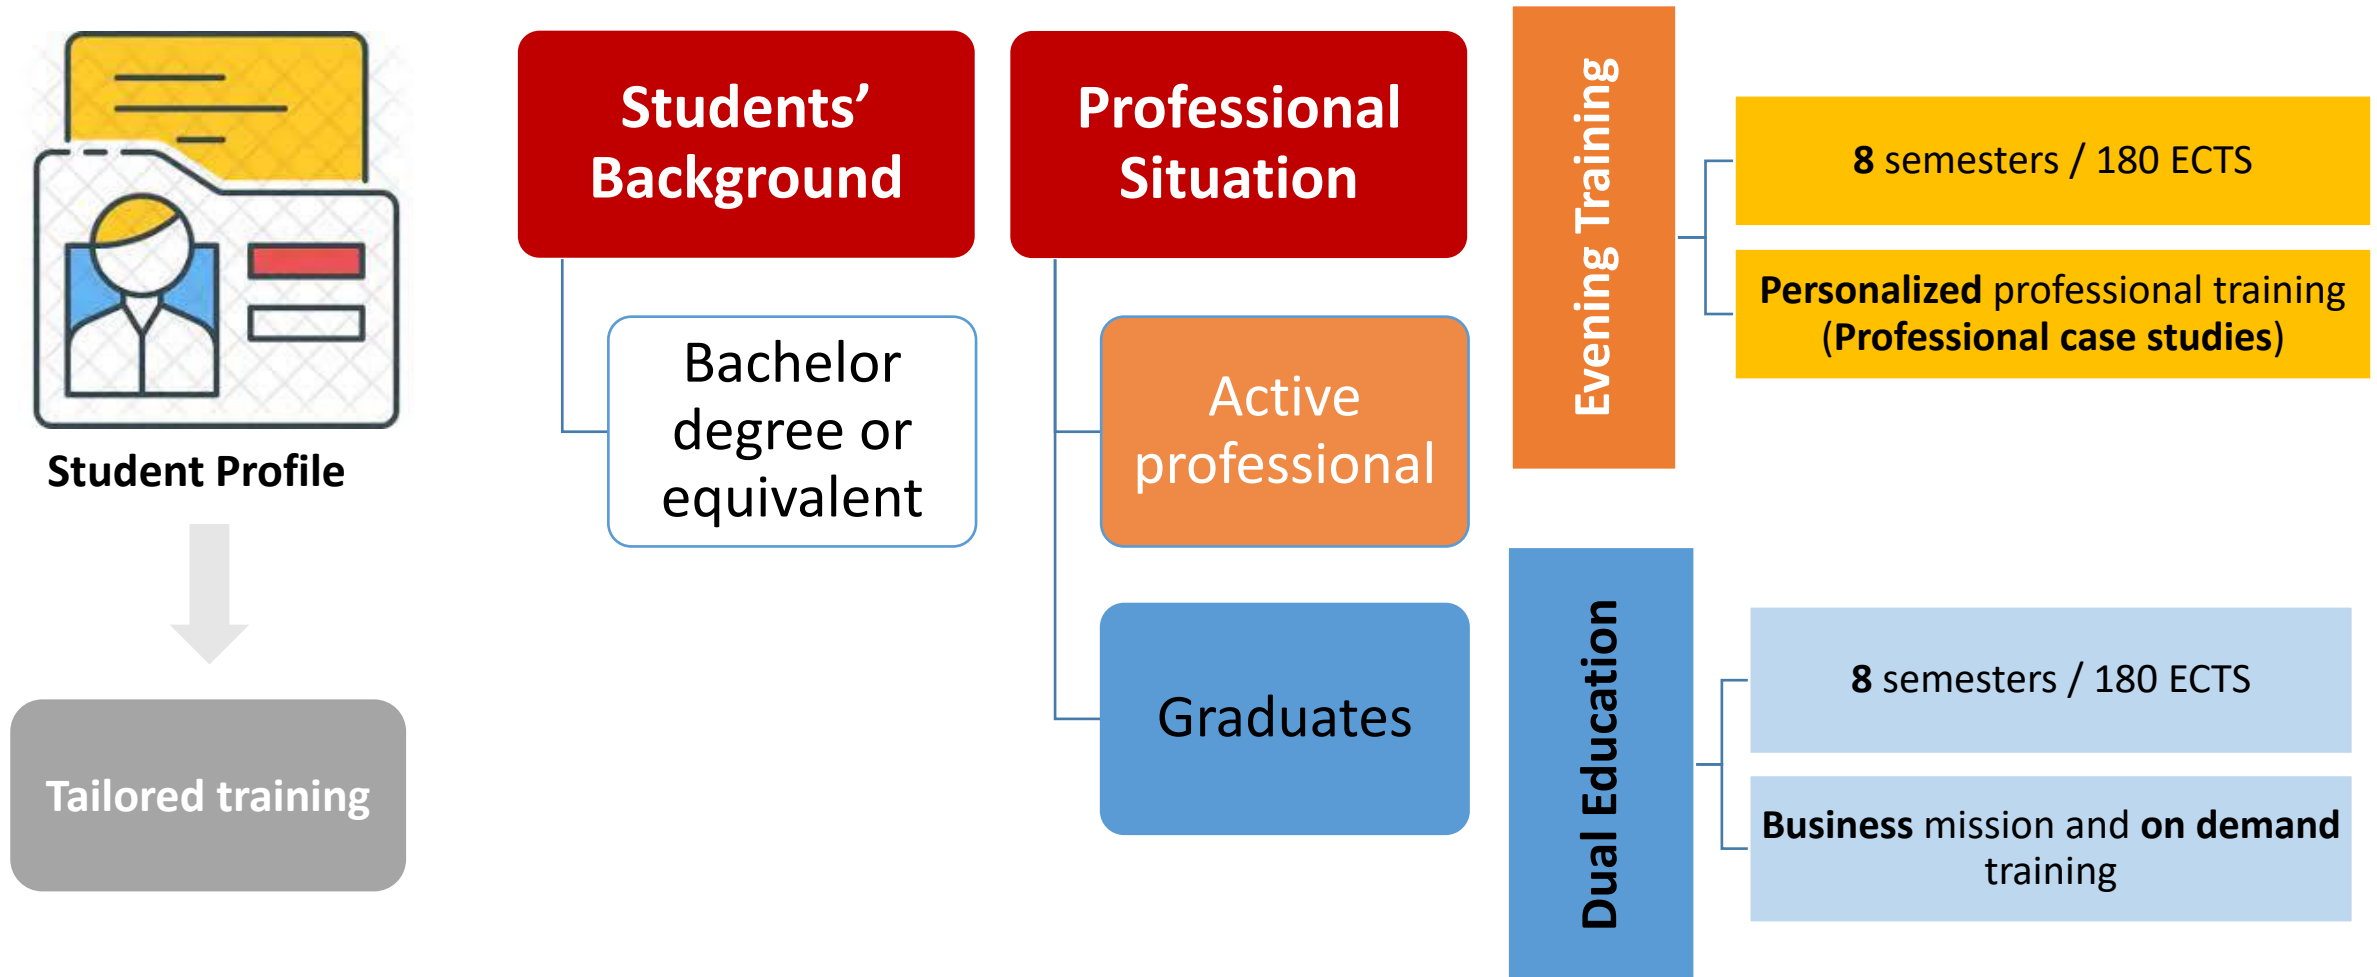 Student Profile
Tailored training
Students’
Background
Bachelor
degree or
equivalent
Professional
Situation
Active
professional
Graduates
Evening Training
8 semesters / 180 ECTS
Personalized professional training
(Professional case studies)
Dual Education
8 semesters / 180 ECTS
Business mission and on demand
training